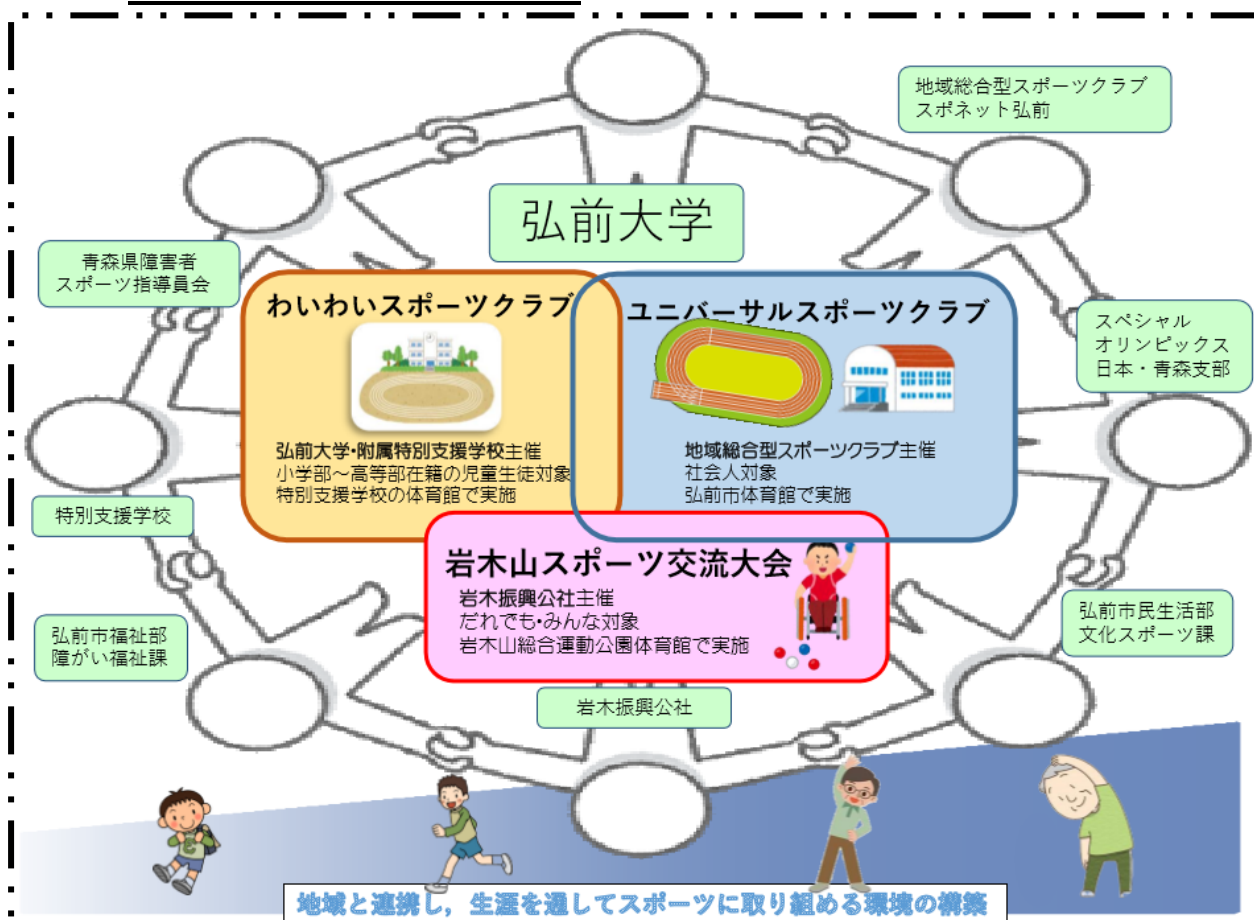 地域総合型スポーツクラブ
スポネット弘前
弘前大学
青森県障害者
スポーツ指導員会
わいわいスポーツクラブ
弘前大学・附属特別支援学校主催
小学部～高等部在籍の児童生徒対象
特別支援学校の体育館で実施
ユニバーサルスポーツクラブ
地域総合型スポーツクラブ主催
社会人対象
弘前市体育館で実施
スペシャル
オリンピックス
日本・青森支部
特別支援学校
岩木山スポーツ交流大会
岩木振興公社主催
だれでも・みんな対象
岩木山総合運動公園体育館で実施
弘前市福祉部
障がい福祉課
弘前市民生活部
文化スポーツ課
岩木振興公社
地域と連携し，生涯を通してスポーツに取り組める環境の構築